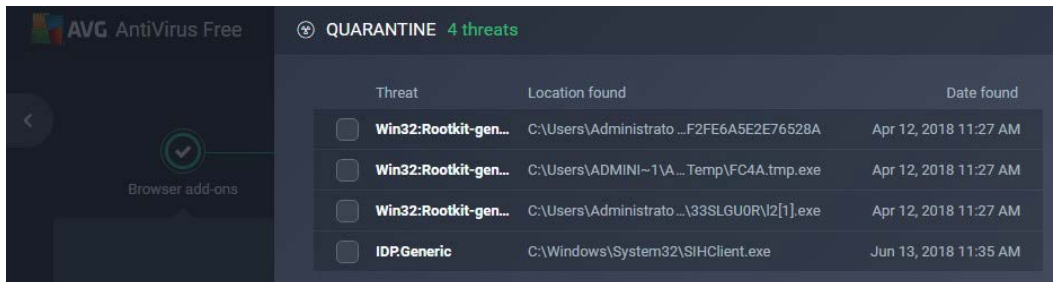 AVG AntiVirus Free
QUARANTINE 4 threats
Threat Location found Date found
Win32:Rootkit-gen... C:\Users\Administrato ...F2FE6A5E2E76528A Apr 12, 2018 11:27 AM
Win32:Rootkit-gen... C:\Users\ADMINI~1\A...Temp\FC4A.tmp.exe Apr 12, 2018 11:27 AM
Win32:Rootkit-gen... C:\Users\Administrato ...\33SLGU0R\l2[1].exe Apr 12, 2018 11:27 AM
IDP.Generic C:\Windows\System32\SIHClient.exe Jun 13, 2018 11:35 AM
Browser add-ons